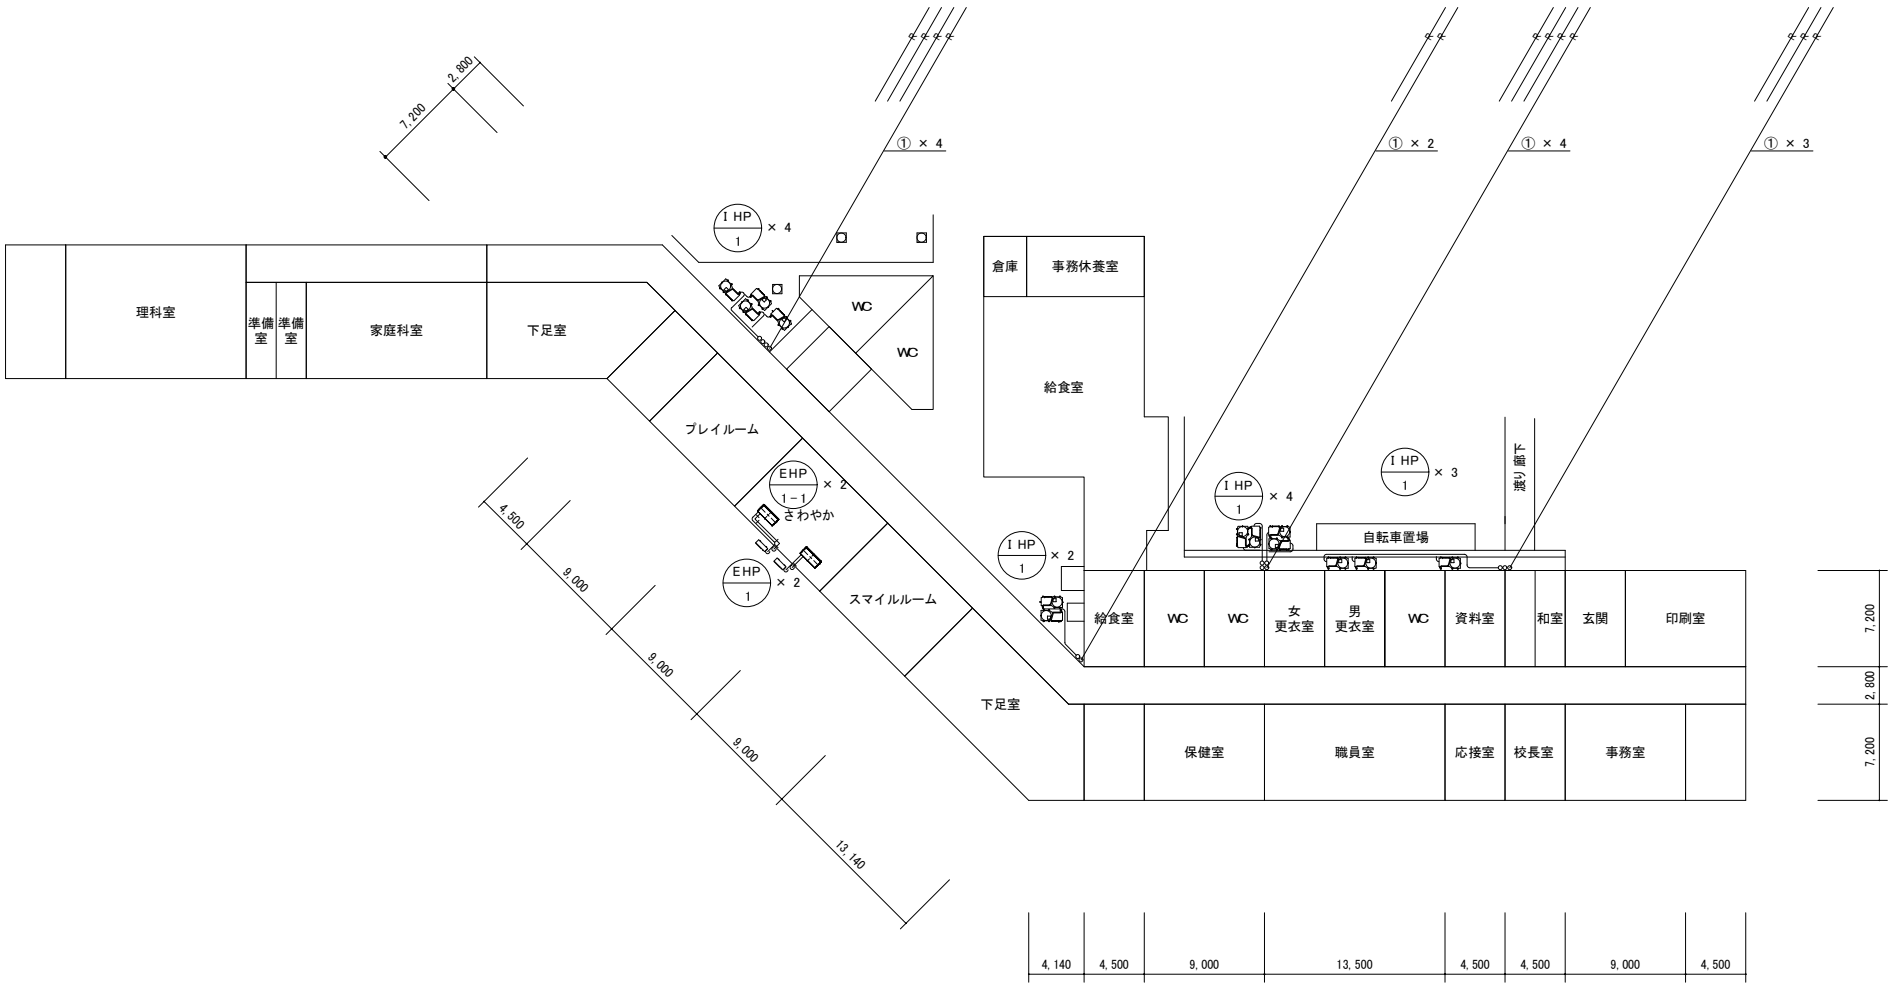 2,800
7,200
① × 4
① × 2
① × 4
① × 3
I HP
1
× 4
倉庫
事務休養室
理科室
準備
室
準備
室
家庭科室
下足室
WC
WC
給食室
プレイルーム
EHP
1-1
× 2
さわやか
EHP
1
× 2
スマイルルーム
I HP
1
× 2
I HP
1
× 4
I HP
1
× 3
渡り廊下
自転車置場
給食室
WC
WC
女
更衣室
男
更衣室
WC
資料室
和室
玄関
印刷室
下足室
保健室
職員室
応接室
校長室
事務室
7,200
2,800
7,200
4,500
9,000
9,000
9,000
13,140
4,140
4,500
9,000
13,500
4,500
4,500
9,000
4,500